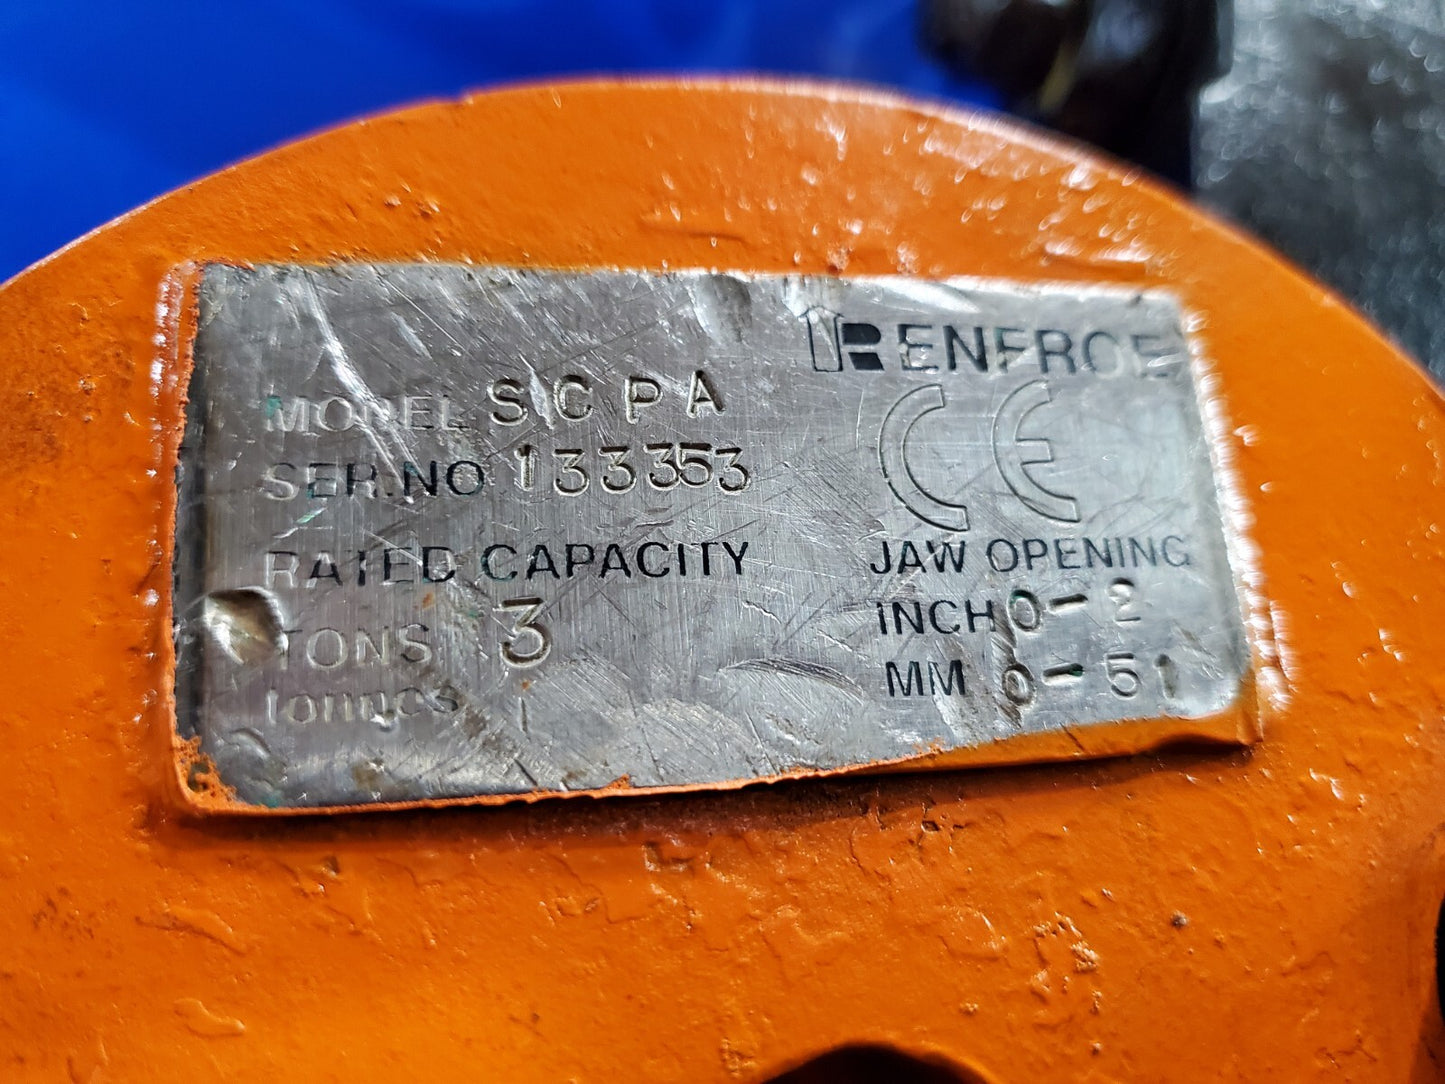 RENFROE
MODEL SCPA
CE
SER.NO 133353
RATED CAPACITY
JAW OPENING
TONS 3
INCH 0-2
tonnes
MM 0-51